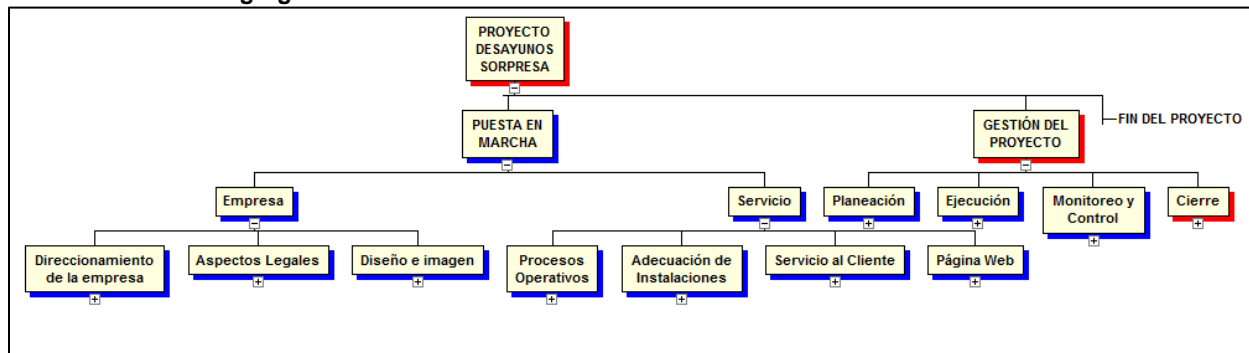 PROYECTO
DESAYUNOS
SORPRESA
PUESTA EN
MARCHA
GESTIÓN DEL
PROYECTO
FIN DEL PROYECTO
Empresa
Servicio
Planeación
Ejecución
Monitoreo y
Control
Cierre
Direccionamiento
de la empresa
Aspectos Legales
Diseño e imagen
Procesos
Operativos
Adecuación de
Instalaciones
Servicio al Cliente
Página Web